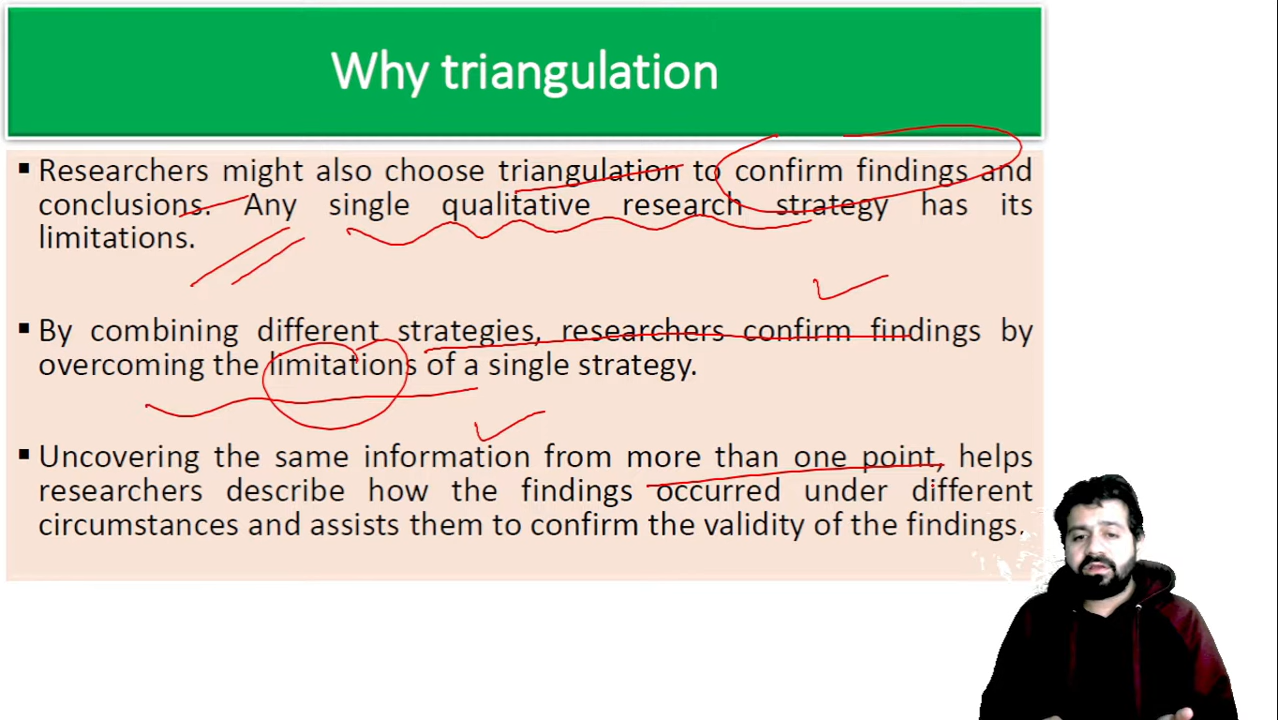 Why triangulation
▪ Researchers might also choose triangulation to confirm findings and
conclusions. Any single qualitative research strategy has its
limitations.
▪ By combining different strategies, researchers confirm findings by
overcoming the limitations of a single strategy.
▪ Uncovering the same information from more than one point, helps
researchers describe how the findings occurred under different
circumstances and assists them to confirm the validity of the findings.